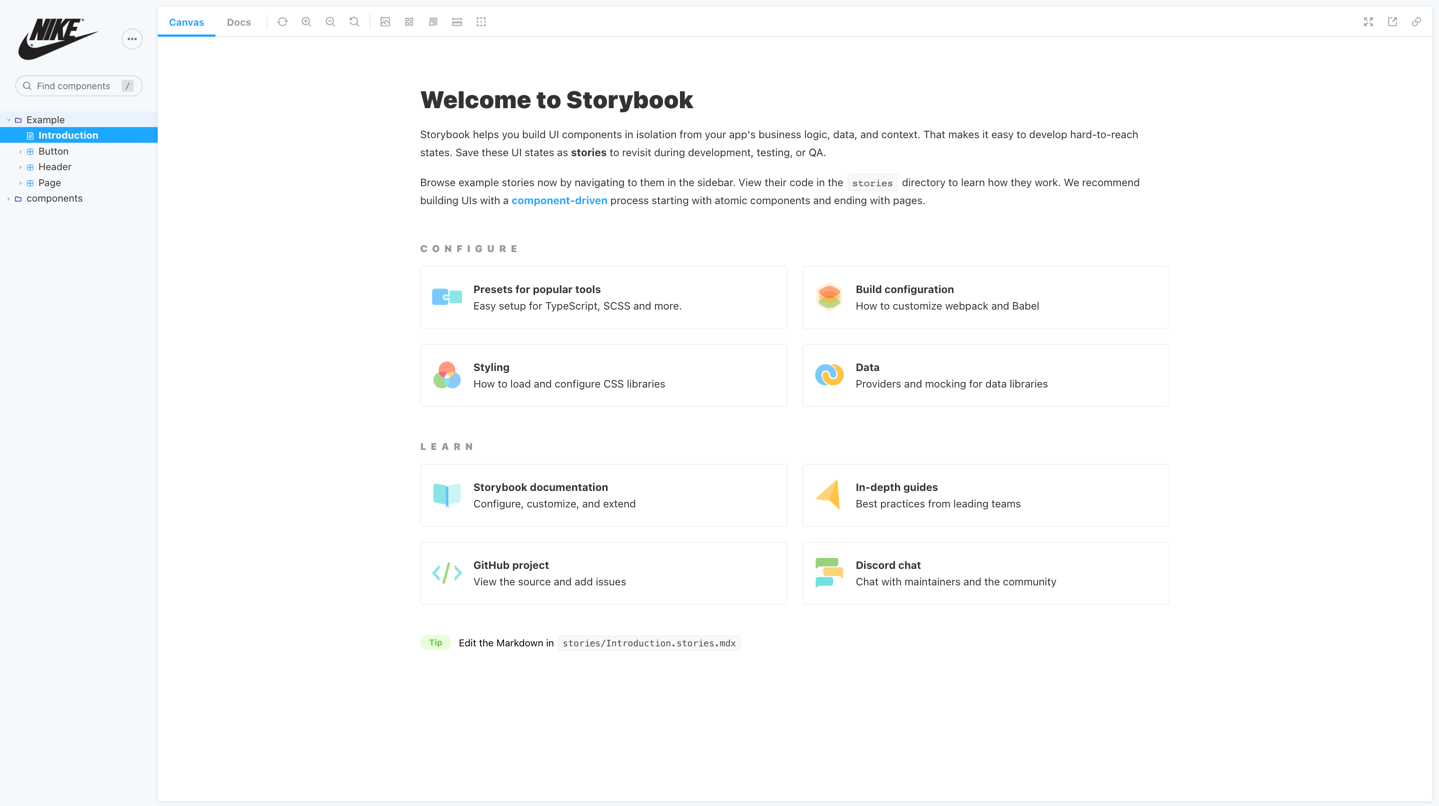 NIKE
Canvas
Docs
Find components
/
Example
Introduction
Button
Header
Page
components
Welcome to Storybook
Storybook helps you build UI components in isolation from your app's business logic, data, and context. That makes it easy to develop hard-to-reach
states. Save these UI states as stories to revisit during development, testing, or QA.
Browse example stories now by navigating to them in the sidebar. View their code in the stories directory to learn how they work. We recommend
building UIs with a component-driven process starting with atomic components and ending with pages.
CONFIGURE
Presets for popular tools
Easy setup for TypeScript, SCSS and more.
Build configuration
How to customize webpack and Babel
Styling
How to load and configure CSS libraries
Data
Providers and mocking for data libraries
LEARN
Storybook documentation
Configure, customize, and extend
In-depth guides
Best practices from leading teams
GitHub project
View the source and add issues
Discord chat
Chat with maintainers and the community
Tip Edit the Markdown in stories/Introduction.stories.mdx